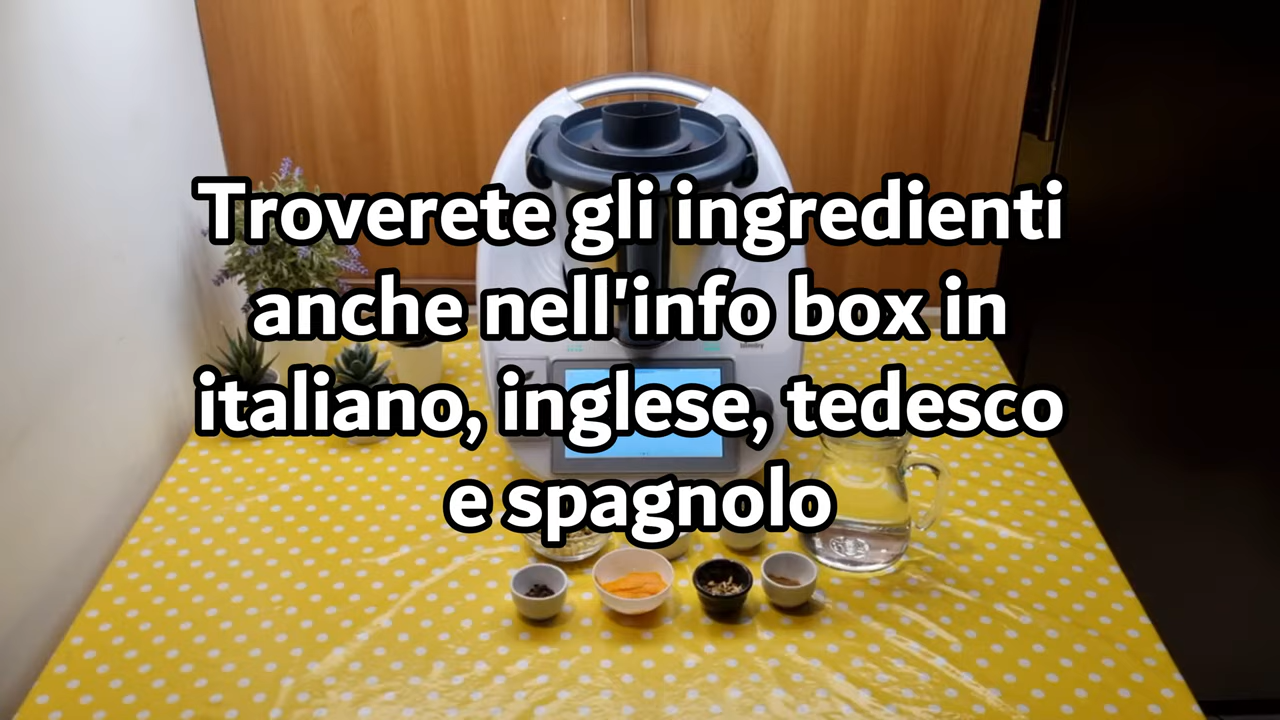 Troverete gli ingredienti
anche nell'info box in
italiano, inglese, tedesco
e spagnolo